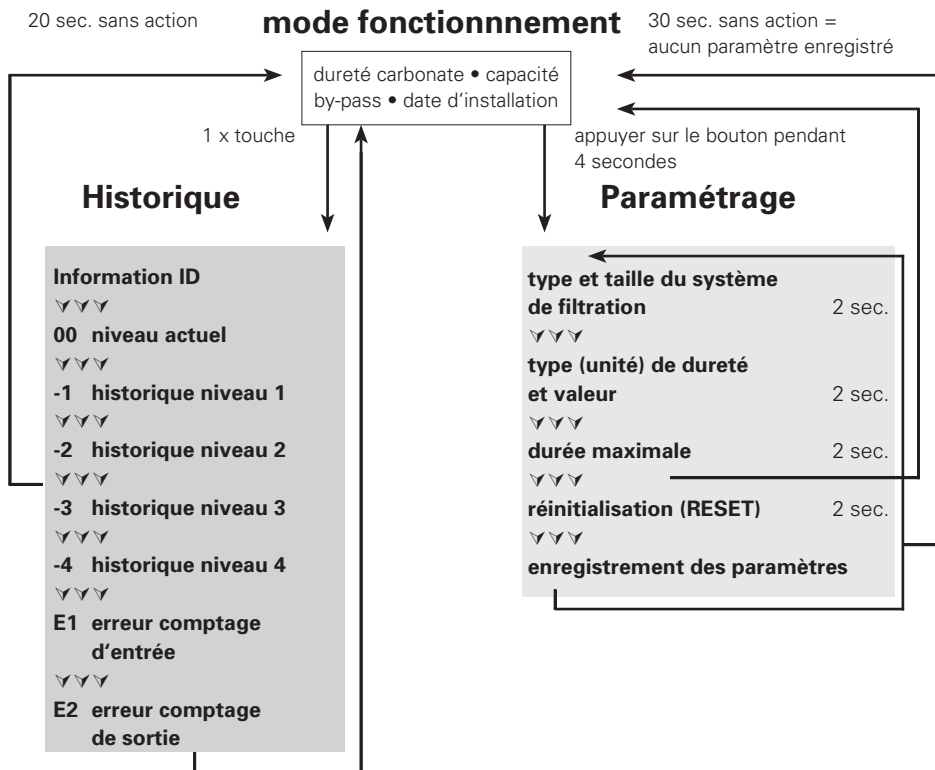 20 sec. sans action
mode fonctionnnement
30 sec. sans action =
aucun paramètre enregistré
dureté carbonate • capacité
by-pass • date d‘installation
1 x touche
appuyer sur le bouton pendant
4 secondes
Historique
Information ID
00 niveau actuel
-1 historique niveau 1
-2 historique niveau 2
-3 historique niveau 3
-4 historique niveau 4
E1 erreur comptage
d‘entrée
E2 erreur comptage
de sortie
Paramétrage
type et taille du système
de filtration 2 sec.
type (unité) de dureté
et valeur 2 sec.
durée maximale 2 sec.
réinitialisation (RESET) 2 sec.
enregistrement des paramètres